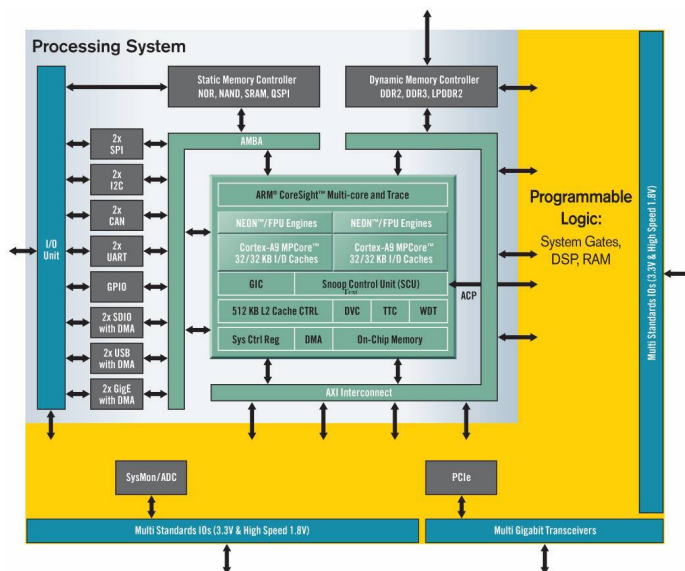 Processing System
Static Memory Controller
NOR, NAND, SRAM, QSPI
Dynamic Memory Controller
DDR2, DDR3, LPDDR2
AMBA
2x
SPI
2x
I2C
2x
CAN
2x
UART
GPIO
2x SDIO
with DMA
2x USB
with DMA
2x GigE
with DMA
I/O
Unit
ARM® CoreSight™ Multi-core and Trace
NEON™/FPU Engines
NEON™/FPU Engines
Cortex-A9 MPCore™
32/32 KB I/D Caches
Cortex-A9 MPCore™
32/32 KB I/D Caches
GIC
Snoop Control Unit (SCU)
512 KB L2 Cache CTRL
DVC
TTC
WDT
Sys Ctrl Reg
DMA
On-Chip Memory
ACP
AXI Interconnect
Programmable
Logic:
System Gates,
DSP, RAM
Multi Standards IOs (3.3V & High Speed 1.8V)
SysMon/ADC
PCIe
Multi Standards IOs (3.3V & High Speed 1.8V)
Multi Gigabit Transceivers